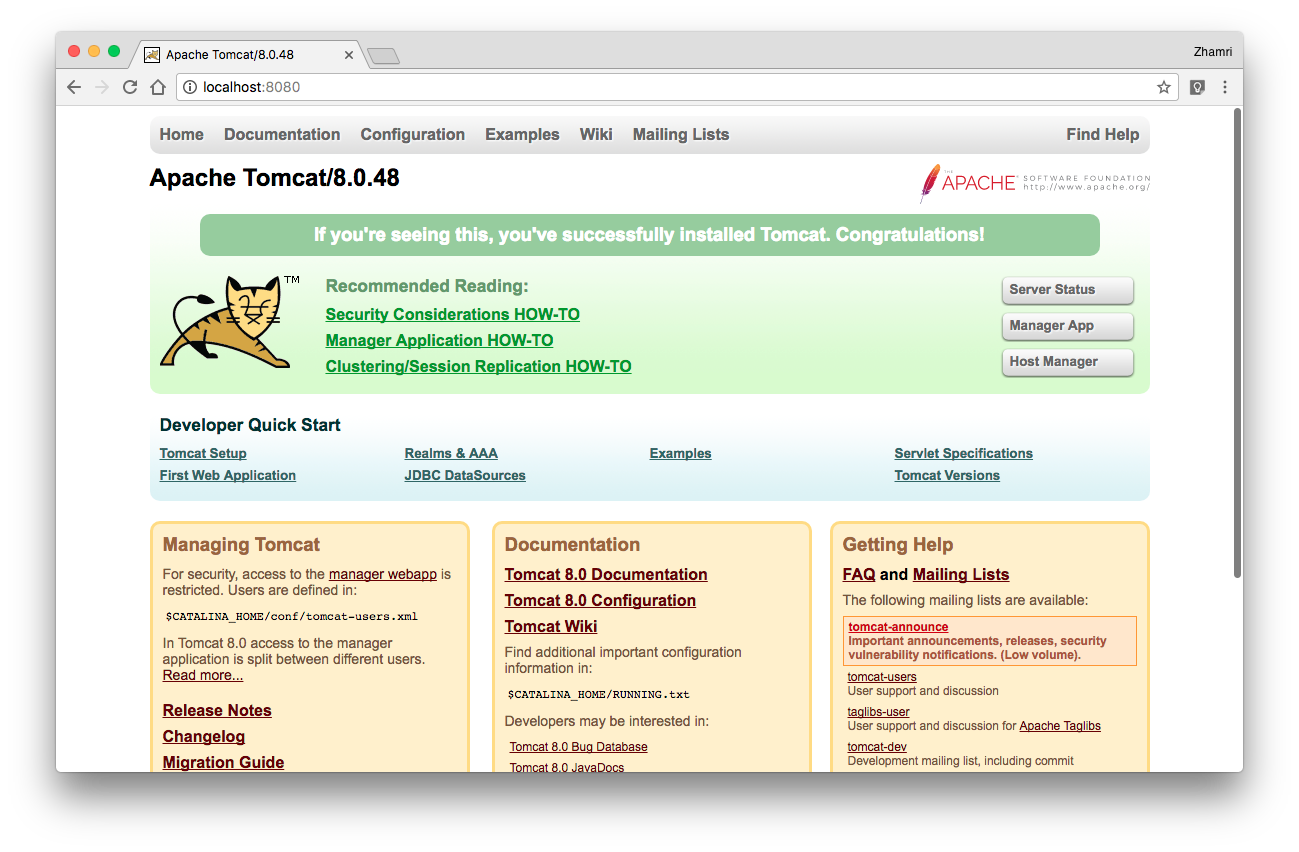 Apache Tomcat/8.0.48
Zhamri
localhost:8080
Home Documentation Configuration Examples Wiki Mailing Lists Find Help
Apache Tomcat/8.0.48
THE APACHE™ SOFTWARE FOUNDATION
http://www.apache.org/
If you're seeing this, you've successfully installed Tomcat. Congratulations!
TM
Recommended Reading:
Security Considerations HOW-TO
Manager Application HOW-TO
Clustering/Session Replication HOW-TO
Server Status
Manager App
Host Manager
Developer Quick Start
Tomcat Setup
First Web Application
Realms & AAA
JDBC DataSources
Examples
Servlet Specifications
Tomcat Versions
Managing Tomcat
For security, access to the manager webapp is
restricted. Users are defined in:
$CATALINA_HOME/conf/tomcat-users.xml
In Tomcat 8.0 access to the manager
application is split between different users.
Read more...
Release Notes
Changelog
Migration Guide
Documentation
Tomcat 8.0 Documentation
Tomcat 8.0 Configuration
Tomcat Wiki
Find additional important configuration
information in:
$CATALINA_HOME/RUNNING.txt
Developers may be interested in:
Tomcat 8.0 Bug Database
Tomcat 8.0 JavaDocs
Getting Help
FAQ and Mailing Lists
The following mailing lists are available:
tomcat-announce
Important announcements, releases, security
vulnerability notifications. (Low volume).
tomcat-users
User support and discussion
taglibs-user
User support and discussion for Apache Taglibs
tomcat-dev
Development mailing list, including commit